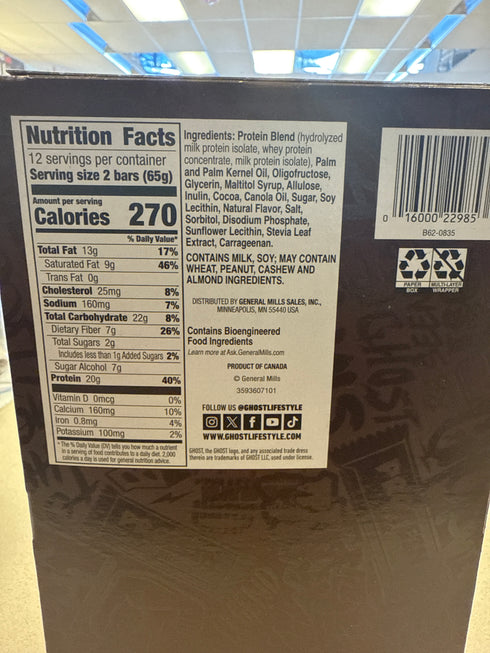 Nutrition Facts
12 servings per container
Serving size 2 bars (65g)
Amount per serving
Calories 270
% Daily Value*
Total Fat 13g 17%
Saturated Fat 9g 46%
Trans Fat 0g
Cholesterol 25mg 8%
Sodium 160mg 7%
Total Carbohydrate 22g 8%
Dietary Fiber 7g 26%
Total Sugars 2g
Includes less than 1g Added Sugars 2%
Sugar Alcohol 7g
Protein 20g 40%
Vitamin D 0mcg 0%
Calcium 160mg 10%
Iron 0.8mg 4%
Potassium 100mg 2%
*The % Daily Value (DV) tells you how much a nutrient
in a serving of food contributes to a daily diet. 2,000
calories a day is used for general nutrition advice.
Ingredients: Protein Blend (hydrolyzed
milk protein isolate, whey protein
concentrate, milk protein isolate), Palm
and Palm Kernel Oil, Oligofructose,
Glycerin, Maltitol Syrup, Allulose,
Inulin, Cocoa, Canola Oil, Sugar, Soy
Lecithin, Natural Flavor, Salt,
Sorbitol, Disodium Phosphate,
Sunflower Lecithin, Stevia Leaf
Extract, Carrageenan.
CONTAINS MILK, SOY; MAY CONTAIN
WHEAT, PEANUT, CASHEW AND
ALMOND INGREDIENTS.
DISTRIBUTED BY GENERAL MILLS SALES, INC.,
MINNEAPOLIS, MN 55440 USA
Contains Bioengineered
Food Ingredients
Learn more at Ask.GeneralMills.com
PRODUCT OF CANADA
© General Mills
3593607101
FOLLOW US @GHOSTLIFESTYLE
WWW.GHOSTLIFESTYLE.COM
GHOST, the GHOST logo, and any associated trade dress
therein are trademarks of GHOST LLC, used under license.
0 16000 22985
B62-0835
PAPER
BOX
MULTI-LAYER
WRAPPER